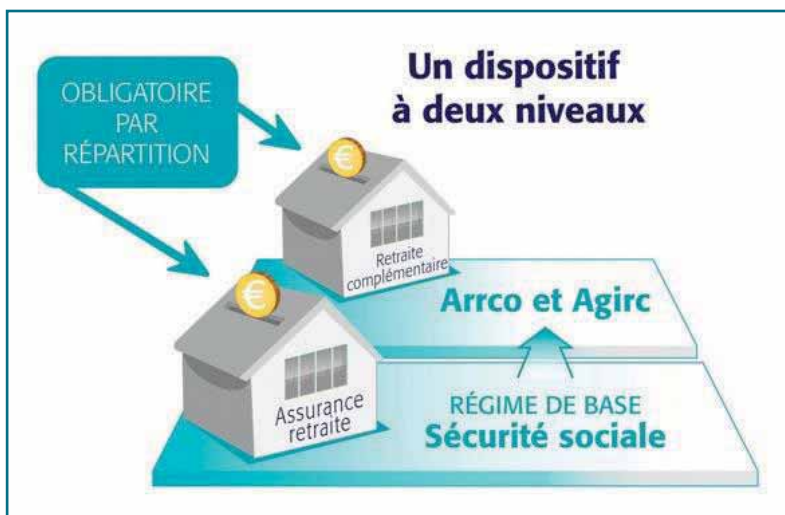 Un dispositif
à deux niveaux
OBLIGATOIRE
PAR
RÉPARTITION
€
Retraite
complémentaire
Arrco et Agirc
€
Assurance
retraite
RÉGIME DE BASE
Sécurité sociale